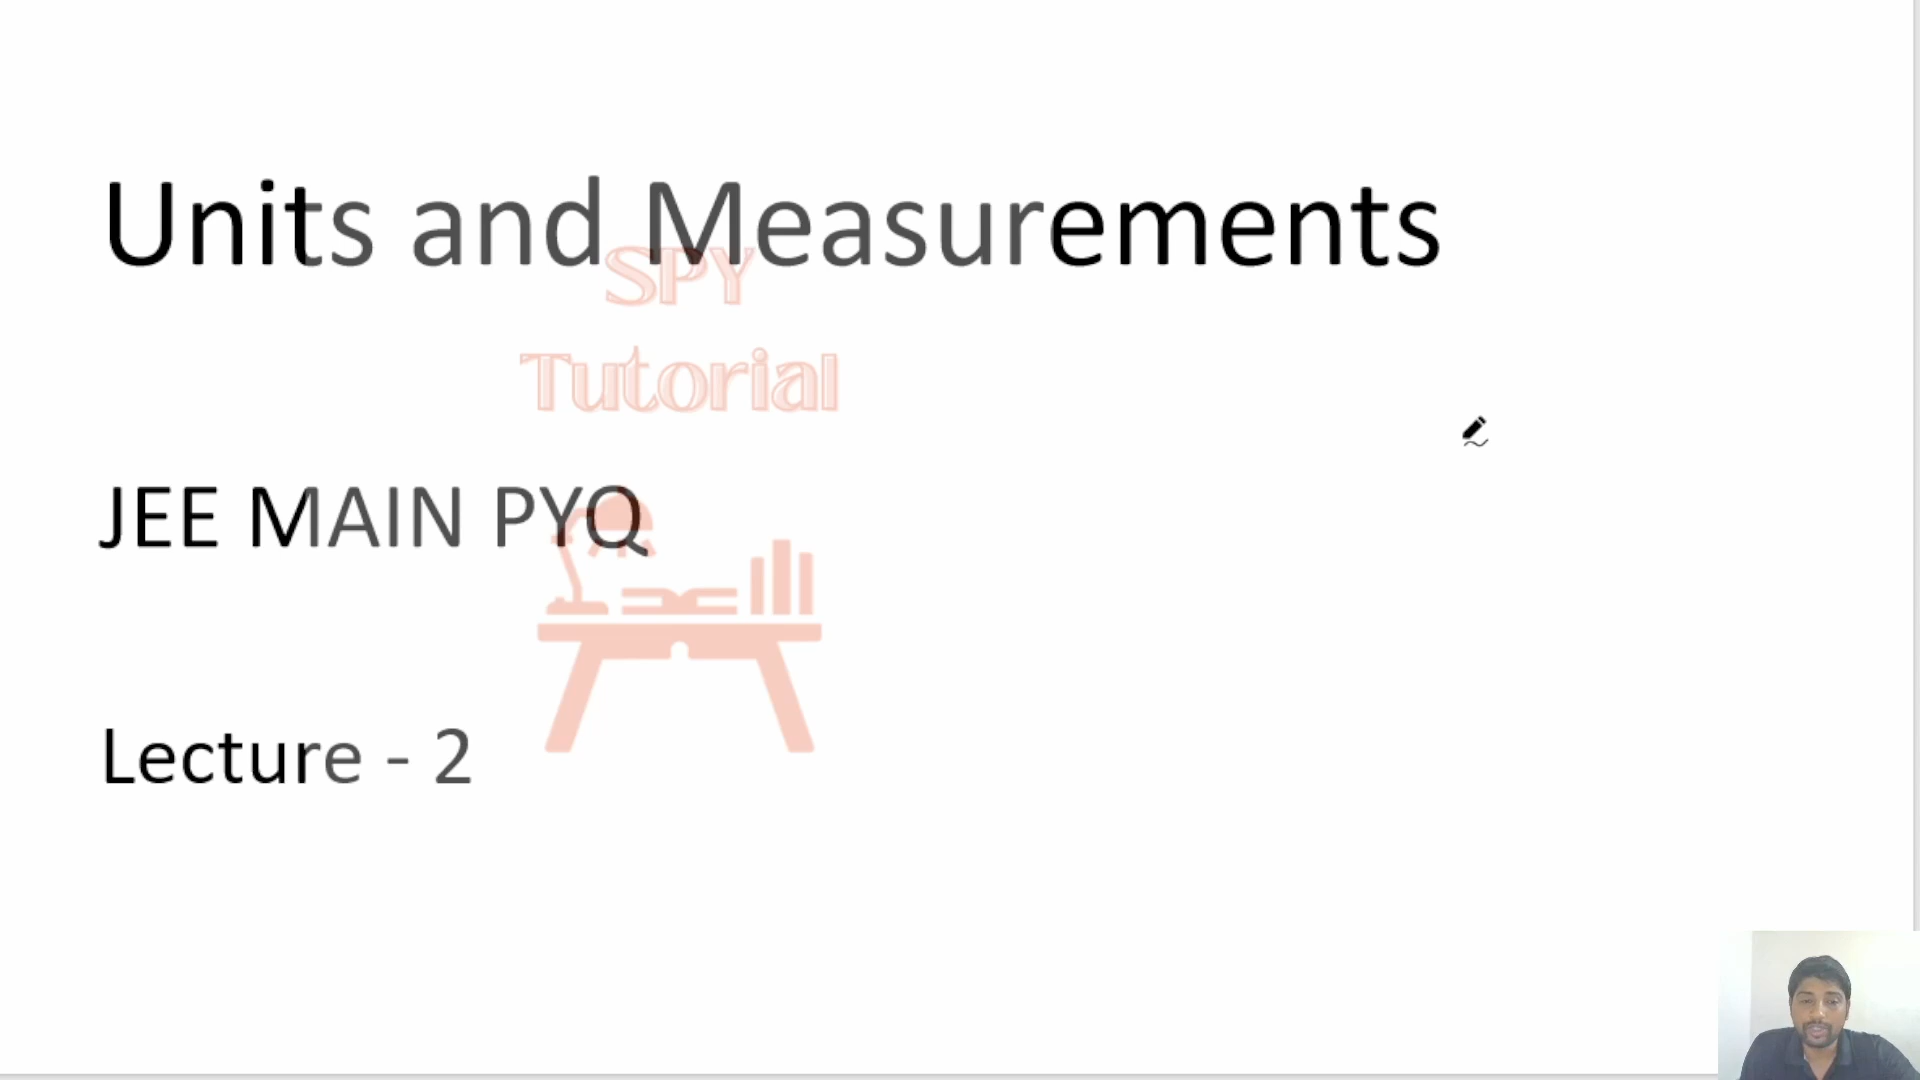 Units and Measurements
SPY
Tutorial
JEE MAIN PYQ
Lecture - 2